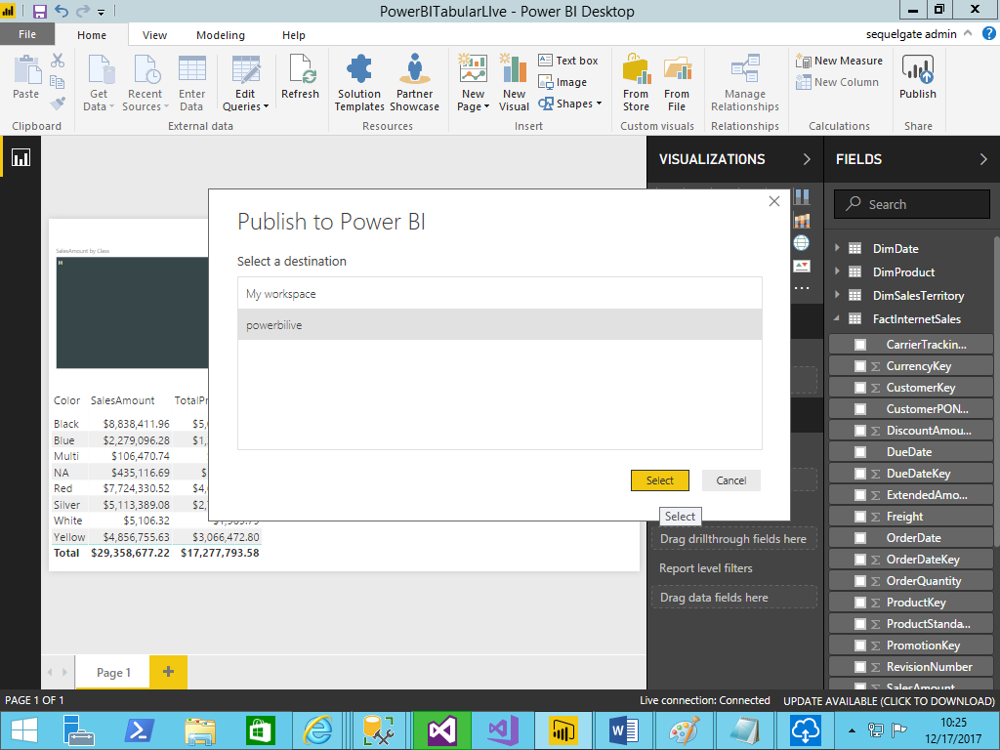 PowerBITabularLIve - Power BI Desktop
File Home View Modeling Help sequelgate admin
Paste
Get Data
Recent Sources
Enter Data
Edit Queries
Refresh
Solution Templates
Partner Showcase
New Page
New Visual
Text box
Image
Shapes
From Store
From File
Manage Relationships
New Measure
New Column
Publish
Clipboard External data Resources Insert Custom visuals Relationships Calculations Share
VISUALIZATIONS FIELDS
Search
Publish to Power BI
Select a destination
My workspace
powerbilive
Select Cancel
Select
SalesAmount by Class
H
Color SalesAmount TotalPr
Black $8,838,411.96 $5,
Blue $2,279,096.28 $1,
Multi $106,470.74
NA $435,116.69 $
Red $7,724,330.52 $4,
Silver $5,113,389.08 $2,
White $5,106.32
Yellow $4,856,755.63 $3,066,472.80
Total $29,358,677.22 $17,277,793.58
Drag drillthrough fields here
Report level filters
Drag data fields here
DimDate
DimProduct
DimSalesTerritory
FactInternetSales
CarrierTrackin...
CurrencyKey
CustomerKey
CustomerPON...
DiscountAmou...
DueDate
DueDateKey
ExtendedAmo...
Freight
OrderDate
OrderDateKey
OrderQuantity
ProductKey
ProductStanda...
PromotionKey
RevisionNumber
SalesAmount
Page 1
PAGE 1 OF 1 Live connection: Connected UPDATE AVAILABLE (CLICK TO DOWNLOAD)
10:25
12/17/2017